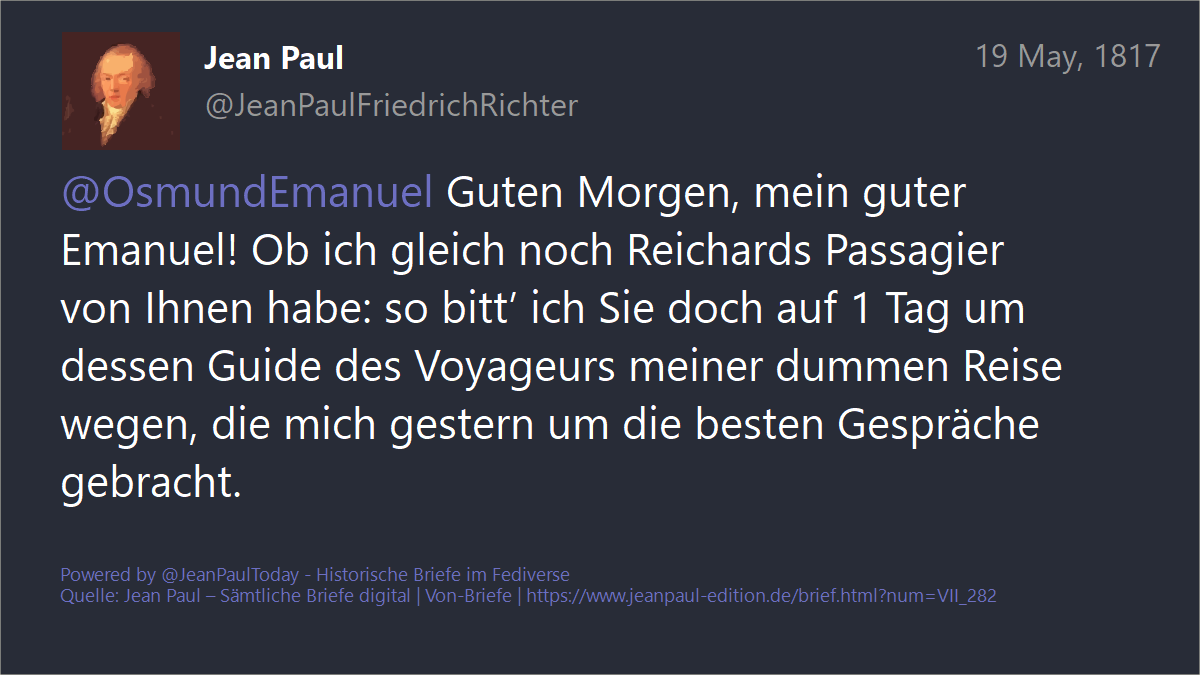 Jean Paul
19 May, 1817
@JeanPaulFriedrichRichter
@OsmundEmanuel Guten Morgen, mein guter
Emanuel! Ob ich gleich noch Reichards Passagier
von Ihnen habe: so bitt’ ich Sie doch auf 1 Tag um
dessen Guide des Voyageurs meiner dummen Reise
wegen, die mich gestern um die besten Gespräche
gebracht.
Powered by @JeanPaulToday - Historische Briefe im Fediverse
Quelle: Jean Paul – Sämtliche Briefe digital | Von-Briefe | https://www.jeanpaul-edition.de/brief.html?num=VII_282